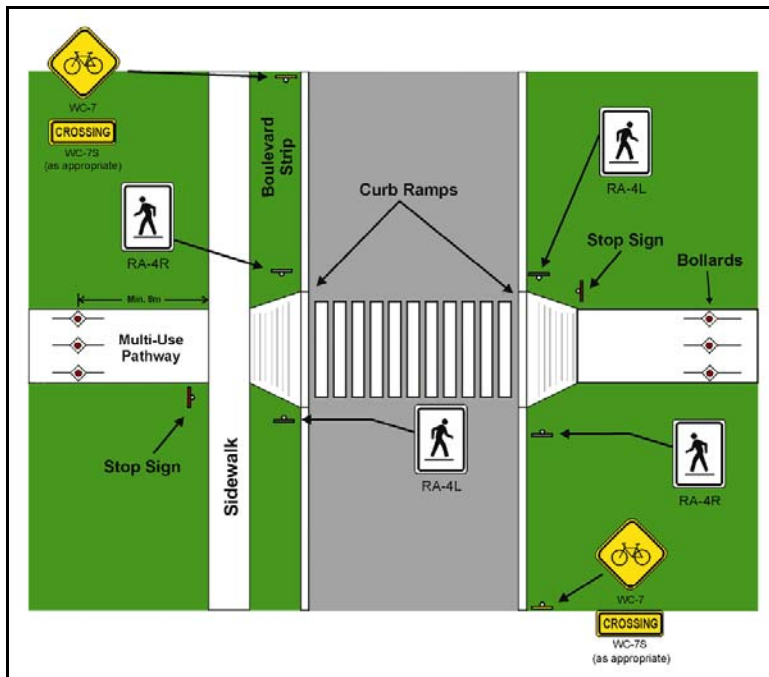 WC-7
CROSSING
WC-7S
(as appropriate)
Boulevard
Strip
RA-4R
Curb Ramps
RA-4L
Stop Sign
Bollards
Min. 8m
Multi-Use
Pathway
Stop Sign
Sidewalk
RA-4L
RA-4R
WC-7
CROSSING
WC-7S
(as appropriate)